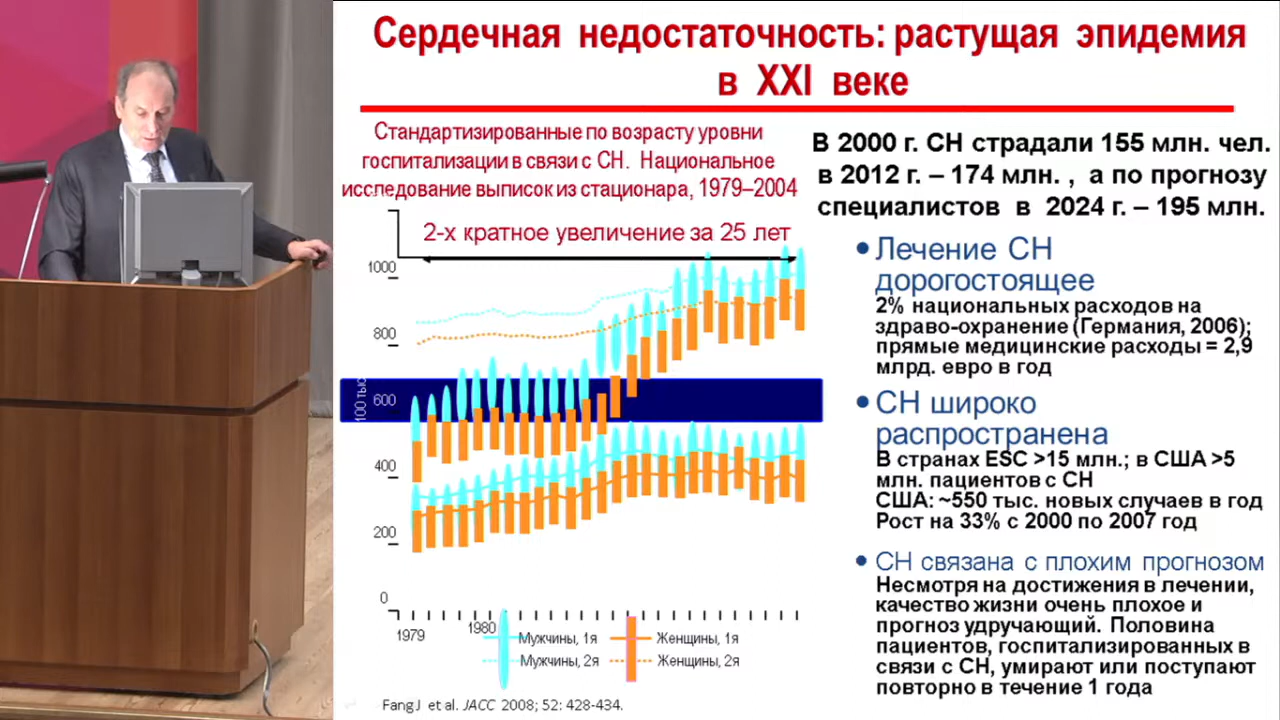 Сердечная недостаточность: растущая эпидемия
в XXI веке
Стандартизированные по возрасту уровни
госпитализации в связи с СН. Национальное
исследование выписок из стационара, 1979–2004
2-х кратное увеличение за 25 лет
1000
800
100 тыс
600
400
200
0
1979
1980
Мужчины, 1я
Женщины, 1я
Мужчины, 2я
Женщины, 2я
Fang J et al. JACC 2008; 52: 428-434.
В 2000 г. СН страдали 155 млн. чел.
в 2012 г. – 174 млн. , а по прогнозу
специалистов в 2024 г. – 195 млн.
• Лечение СН
дорогостоящее
2% национальных расходов на
здраво-охранение (Германия, 2006);
прямые медицинские расходы = 2,9
млрд. евро в год
• СН широко
распространена
В странах ESC >15 млн.; в США >5
млн. пациентов с СН
США: ~550 тыс. новых случаев в год
Рост на 33% с 2000 по 2007 год
• СН связана с плохим прогнозом
Несмотря на достижения в лечении,
качество жизни очень плохое и
прогноз удручающий. Половина
пациентов, госпитализированных в
связи с СН, умирают или поступают
повторно в течение 1 года